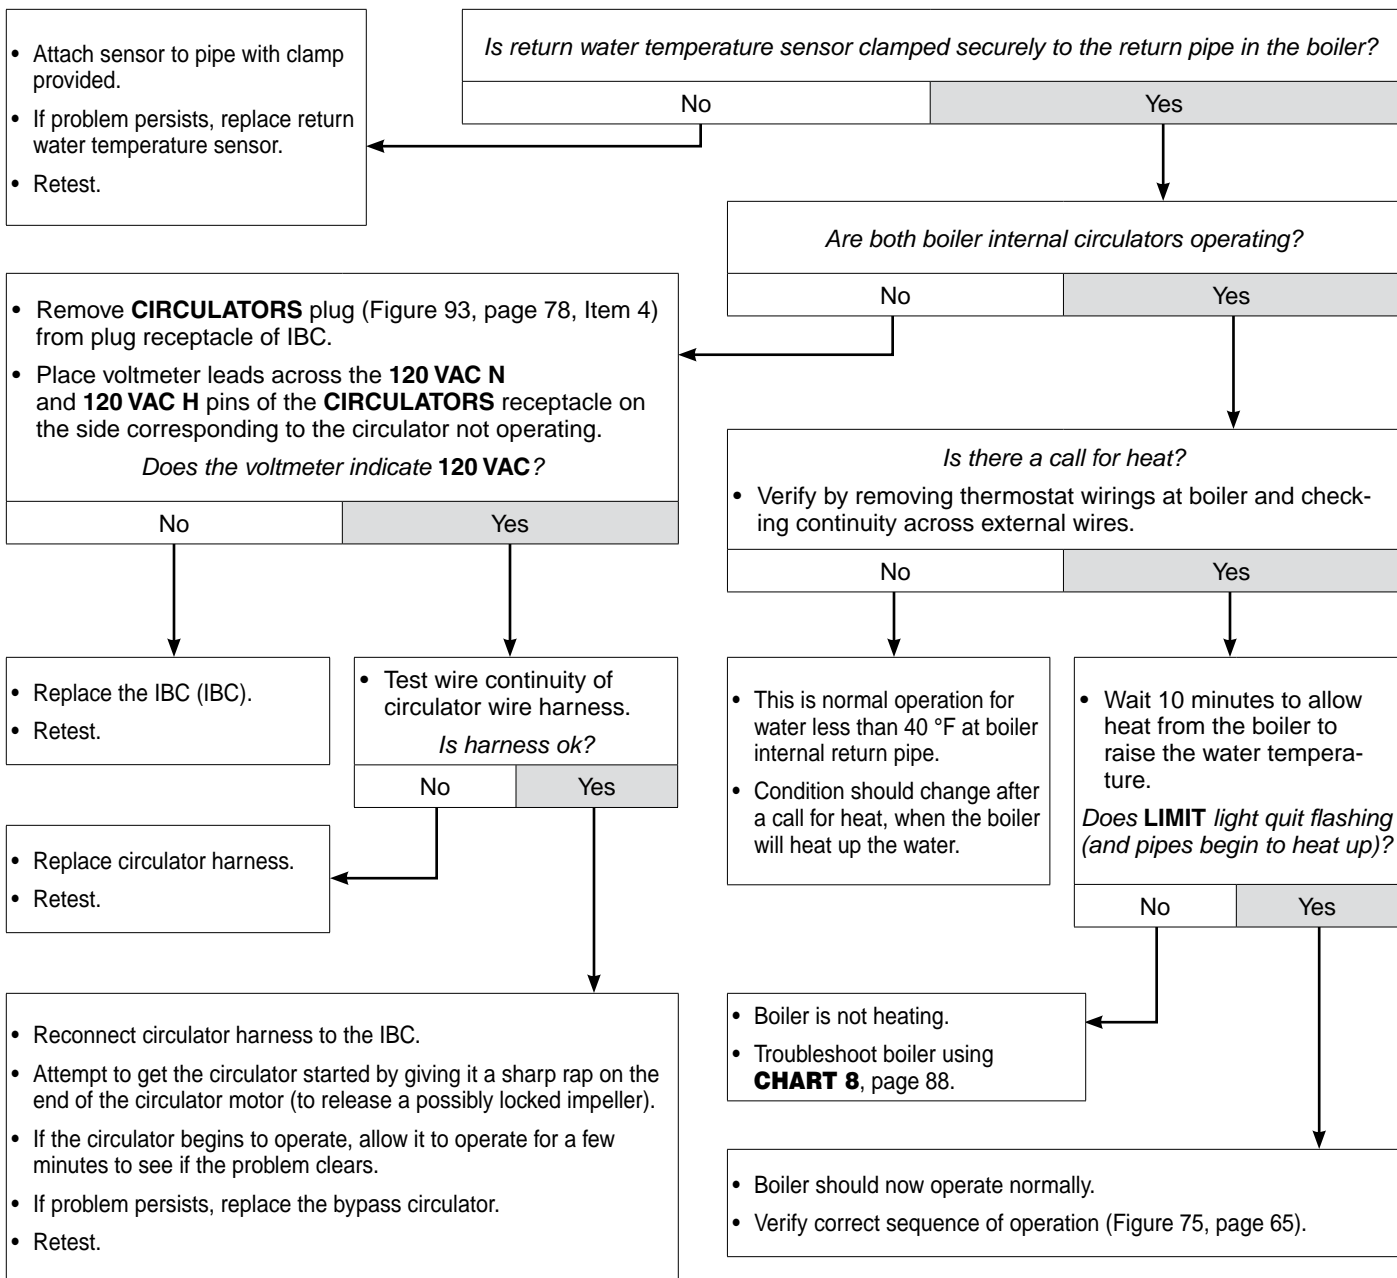 • Attach sensor to pipe with clamp
provided.
• If problem persists, replace return
water temperature sensor.
• Retest.
Is return water temperature sensor clamped securely to the return pipe in the boiler?
No
Yes
Are both boiler internal circulators operating?
No
Yes
• Remove CIRCULATORS plug (Figure 93, page 78, Item 4)
from plug receptacle of IBC.
• Place voltmeter leads across the 120 VAC N
and 120 VAC H pins of the CIRCULATORS receptacle on
the side corresponding to the circulator not operating.
Does the voltmeter indicate 120 VAC?
No
Yes
Is there a call for heat?
• Verify by removing thermostat wirings at boiler and check-
ing continuity across external wires.
No
Yes
• Replace the IBC (IBC).
• Retest.
• Test wire continuity of
circulator wire harness.
Is harness ok?
No
Yes
• This is normal operation for
water less than 40 °F at boiler
internal return pipe.
• Condition should change after
a call for heat, when the boiler
will heat up the water.
• Wait 10 minutes to allow
heat from the boiler to
raise the water tempera-
ture.
Does LIMIT light quit flashing
(and pipes begin to heat up)?
No
Yes
• Replace circulator harness.
• Retest.
• Reconnect circulator harness to the IBC.
• Attempt to get the circulator started by giving it a sharp rap on the
end of the circulator motor (to release a possibly locked impeller).
• If the circulator begins to operate, allow it to operate for a few
minutes to see if the problem clears.
• If problem persists, replace the bypass circulator.
• Retest.
• Boiler is not heating.
• Troubleshoot boiler using
CHART 8, page 88.
• Boiler should now operate normally.
• Verify correct sequence of operation (Figure 75, page 65).